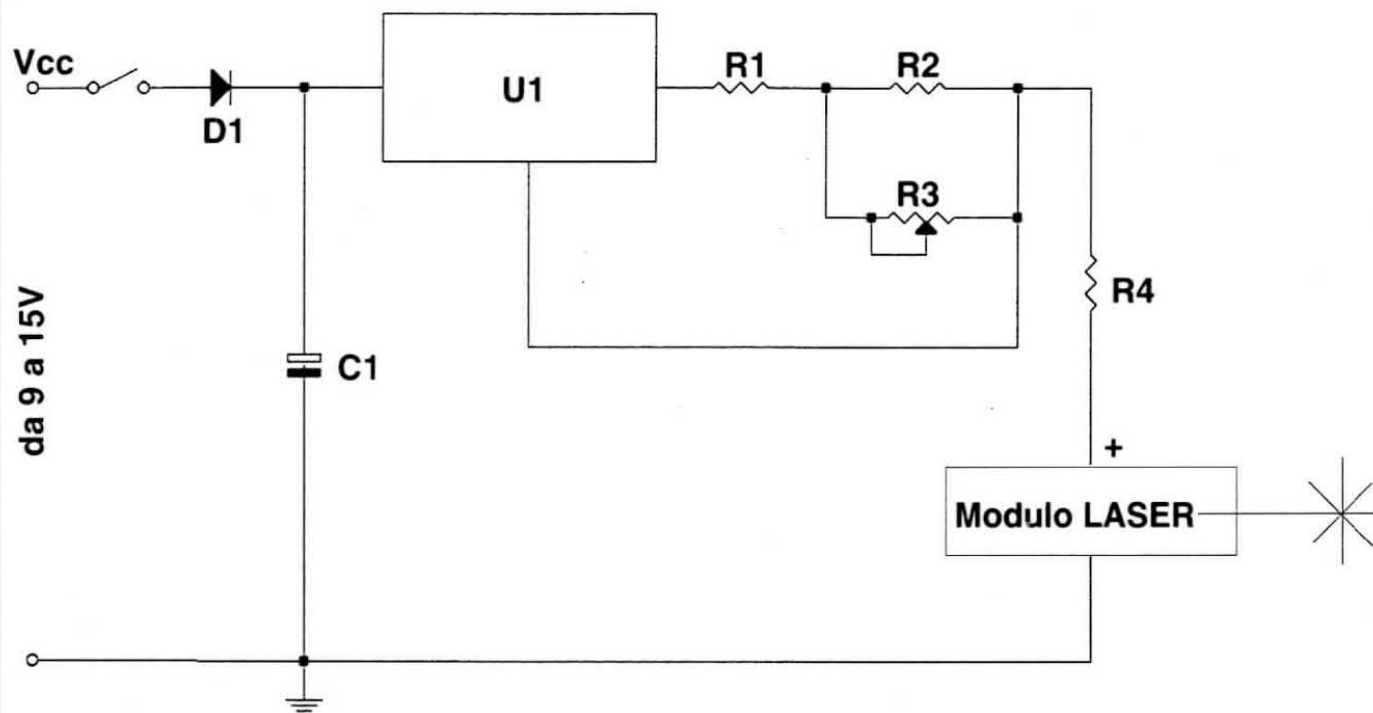 Vcc
D1
U1
R1
R2
R3
R4
C1
da 9 a 15V
+
Modulo LASER